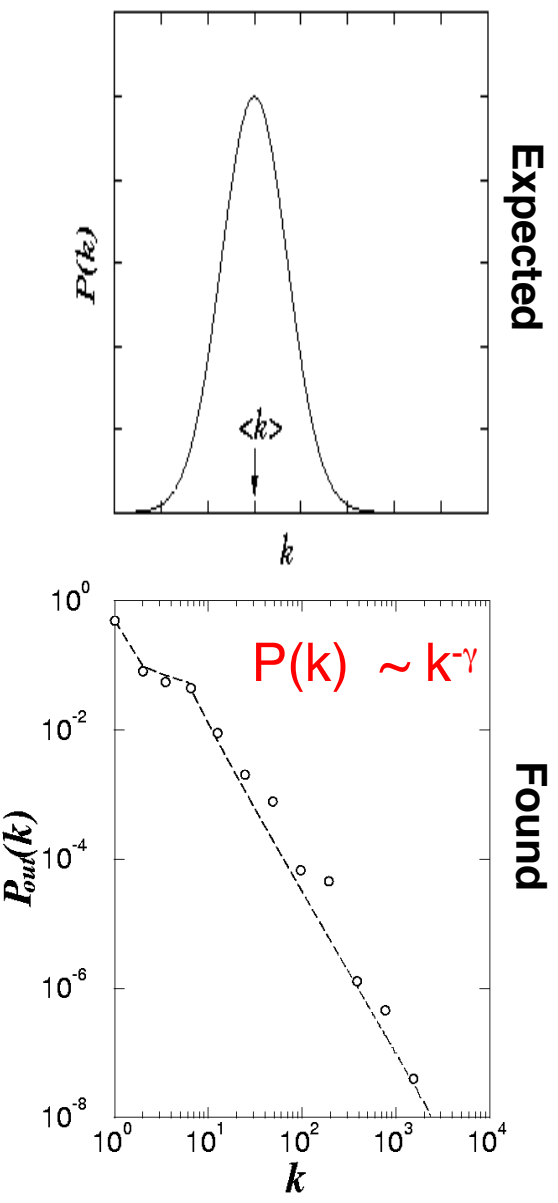 Expected
P(k)
<k>
k
Found
P(k) ~ k^-γ
P_out(k)
10^0
10^-2
10^-4
10^-6
10^-8
10^0 10^1 10^2 10^3 10^4
k